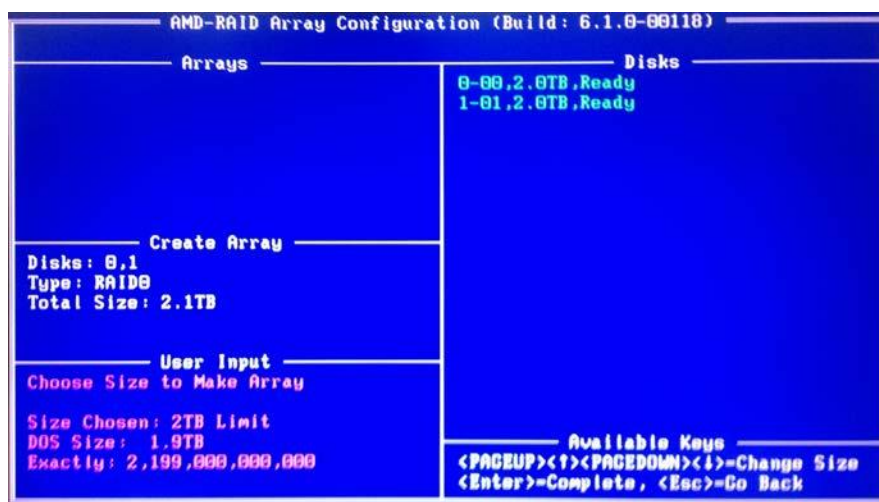 AMD-RAID Array Configuration (Build: 6.1.0-00118)
Arrays
Disks
0-00,2.0TB,Ready
1-01,2.0TB,Ready
Create Array
Disks: 0,1
Type: RAID0
Total Size: 2.1TB
User Input
Choose Size to Make Array
Size Chosen: 2TB Limit
DOS Size: 1.9TB
Exactly: 2,199,000,000,000
Available Keys
<PAGEUP><↑><PAGEDOWN><↓>=Change Size
<Enter>=Complete, <Esc>=Go Back